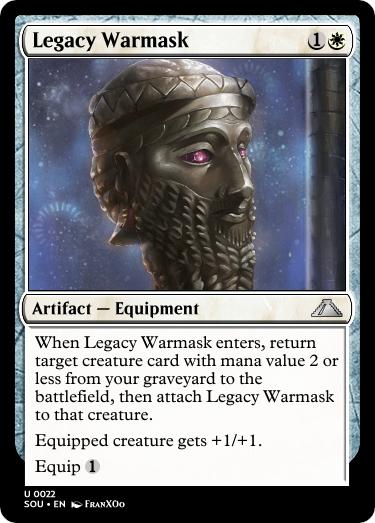 Legacy Warmask 1
Artifact — Equipment
When Legacy Warmask enters, return
target creature card with mana value 2 or
less from your graveyard to the
battlefield, then attach Legacy Warmask
to that creature.
Equipped creature gets +1/+1.
Equip 1
U 0022
SOU • EN FranXOo